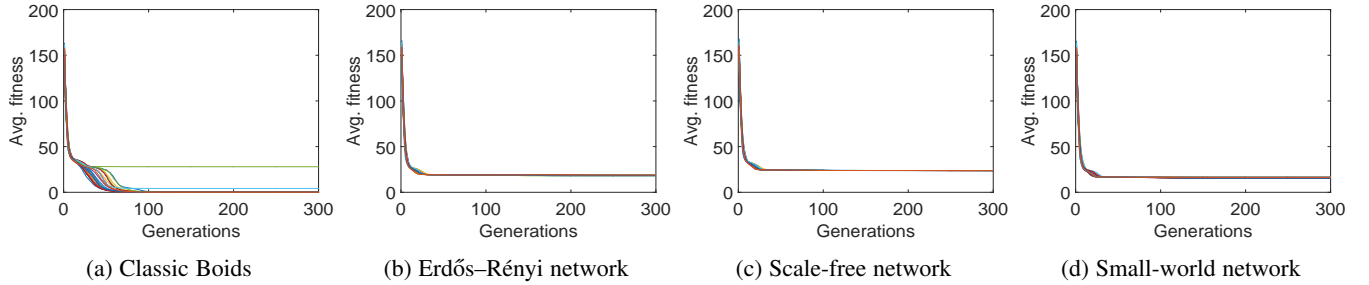 200
150
100
50
0
Avg. fitness
0 100 200 300
Generations
(a) Classic Boids
200
150
100
50
0
Avg. fitness
0 100 200 300
Generations
(b) Erdős–Rényi network
200
150
100
50
0
Avg. fitness
0 100 200 300
Generations
(c) Scale-free network
200
150
100
50
0
Avg. fitness
0 100 200 300
Generations
(d) Small-world network